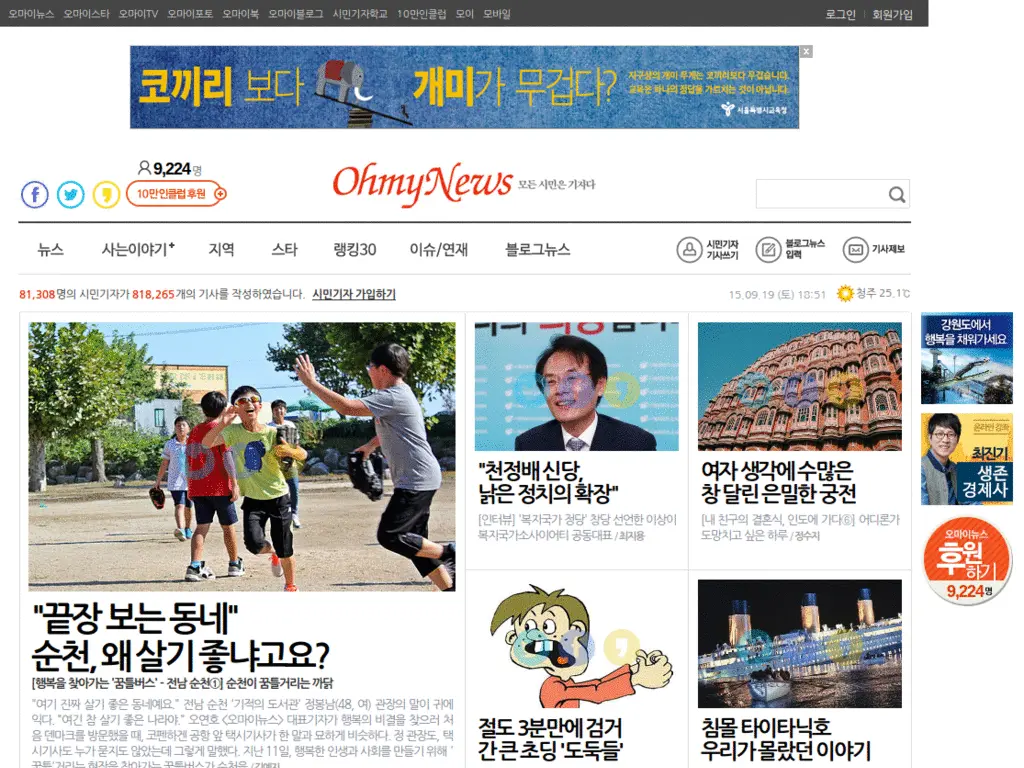 오마이뉴스 오마이스타 오마이TV 오마이포토 오마이북 오마이블로그 시민기자학교 10만인클럽 모이 모바일
로그인 회원가입
코끼리 보다 개미가 무겁다?
지구상의 개미 무게는 코끼리보다 무겁습니다.
교육은 하나의 정답을 가르치는 것이 아닙니다.
서울특별시교육청
x
9,224 명
10만인클럽 후원
OhmyNews 모든 시민은 기자다
뉴스 사는이야기+ 지역 스타 랭킹30 이슈/연재 블로그뉴스
시민기자
기사쓰기
블로그뉴스
입력
기사제보
81,308명의 시민기자가 818,265개의 기사를 작성하였습니다. 시민기자 가입하기
15.09.19 (토) 18:51 청주 25.1℃
"끝장 보는 동네"
순천, 왜 살기 좋냐고요?
[행복을 찾아가는 '꿈틀버스' - 전남 순천①] 순천이 꿈틀거리는 까닭
"여기 진짜 살기 좋은 동네예요." 전남 순천 '기적의 도서관' 정봉남(48, 여) 관장의 말이 귀에
익다. "여긴 참 살기 좋은 나라야." 오연호 <오마이뉴스> 대표기자가 행복의 비결을 찾으러 처
음 덴마크를 방문했을 때, 코펜하겐 공항 앞 택시기사가 한 말과 묘하게 비슷하다. 정 관장도, 택
시기사도 누가 묻지도 않았는데 그렇게 말했다. 지난 11일, 행복한 인생과 사회를 만들기 위해 '
"천정배 신당,
낡은 정치의 확장"
[인터뷰] '복지국가 정당' 창당 선언한 이상이
복지국가소사이어티 공동대표 / 최지용
여자 생각에 수많은
창 달린 은밀한 궁전
[내 친구의 결혼식, 인도에 가다⑥] 어디론가
도망치고 싶은 하루 / 정수지
절도 3분만에 검거
간 큰 초딩 '도둑들'
침몰 타이타닉호
우리가 몰랐던 이야기
강원도에서
행복을 채워가세요
온라인 강좌
최진기
생존
경제사
오마이뉴스
후원
하기
9,224명